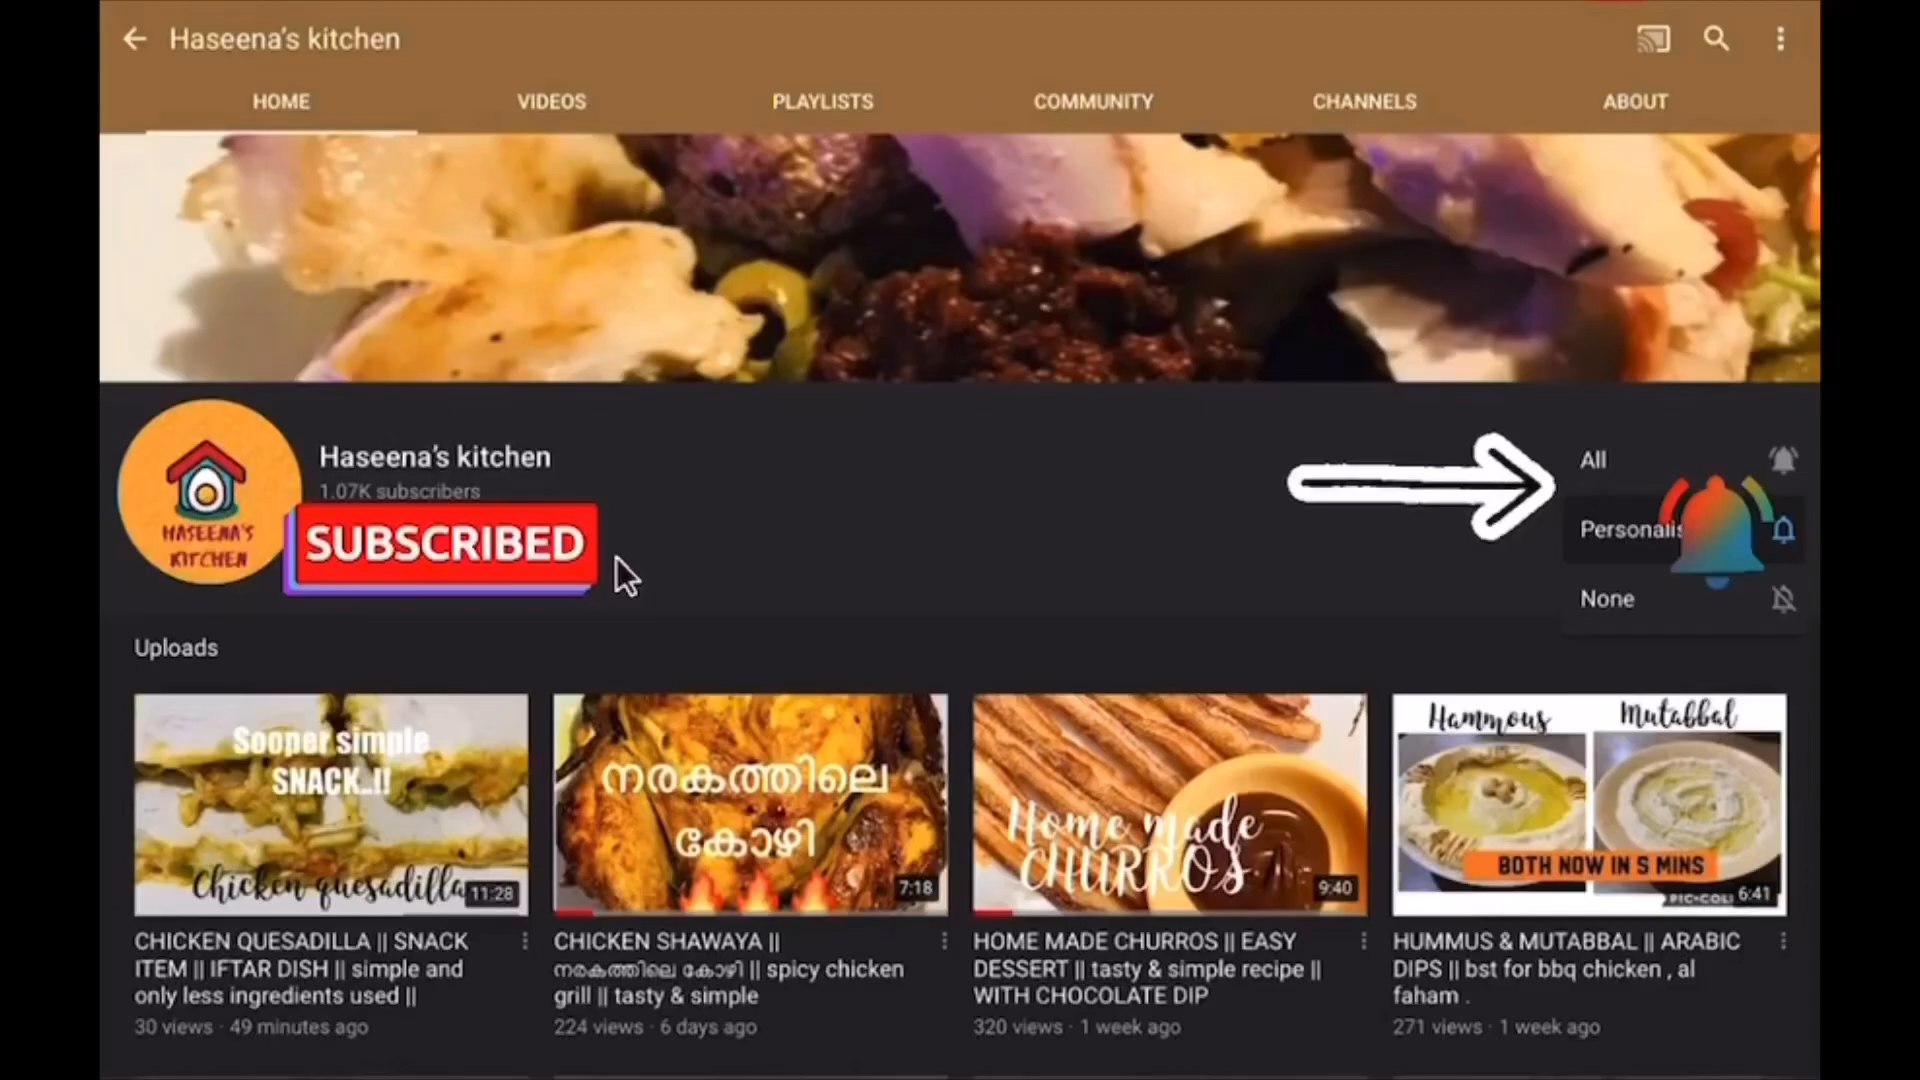 Haseena's kitchen
HOME
VIDEOS
PLAYLISTS
COMMUNITY
CHANNELS
ABOUT
HASEENA'S
KITCHEN
Haseena's kitchen
1.07K subscribers
SUBSCRIBED
All
Personalis
None
Uploads
Sooper simple
SNACK..!!
Chicken quesadilla
11:28
CHICKEN QUESADILLA || SNACK
ITEM || IFTAR DISH || simple and
only less ingredients used ||
30 views · 49 minutes ago
നരകത്തിലെ
കോഴി
7:18
CHICKEN SHAWAYA ||
നരകത്തിലെ കോഴി || spicy chicken
grill || tasty & simple
224 views · 6 days ago
Home made
CHURROS
9:40
HOME MADE CHURROS || EASY
DESSERT || tasty & simple recipe ||
WITH CHOCOLATE DIP
320 views · 1 week ago
Hammous
Mutabbal
BOTH NOW IN 5 MINS
PIC•COL
6:41
HUMMUS & MUTABBAL || ARABIC
DIPS || bst for bbq chicken , al
faham .
271 views · 1 week ago